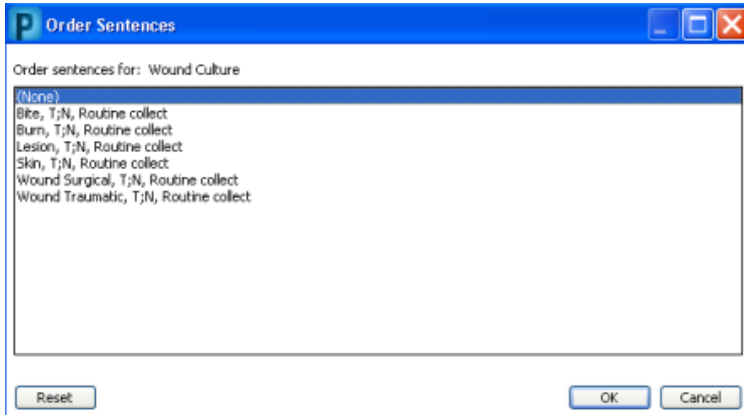 P Order Sentences
Order sentences for: Wound Culture
(None)
Bite, T;N, Routine collect
Burn, T;N, Routine collect
Lesion, T;N, Routine collect
Skin, T;N, Routine collect
Wound Surgical, T;N, Routine collect
Wound Traumatic, T;N, Routine collect
Reset OK Cancel